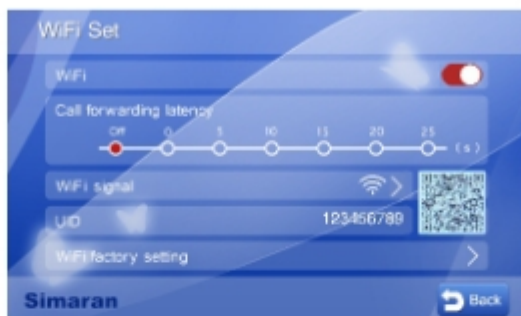 WiFi Set
WiFi
Call forwarding latency
Off 0 5 10 15 20 25 (s)
WiFi signal
UID 123456789
WiFi factory setting
Simaran Back